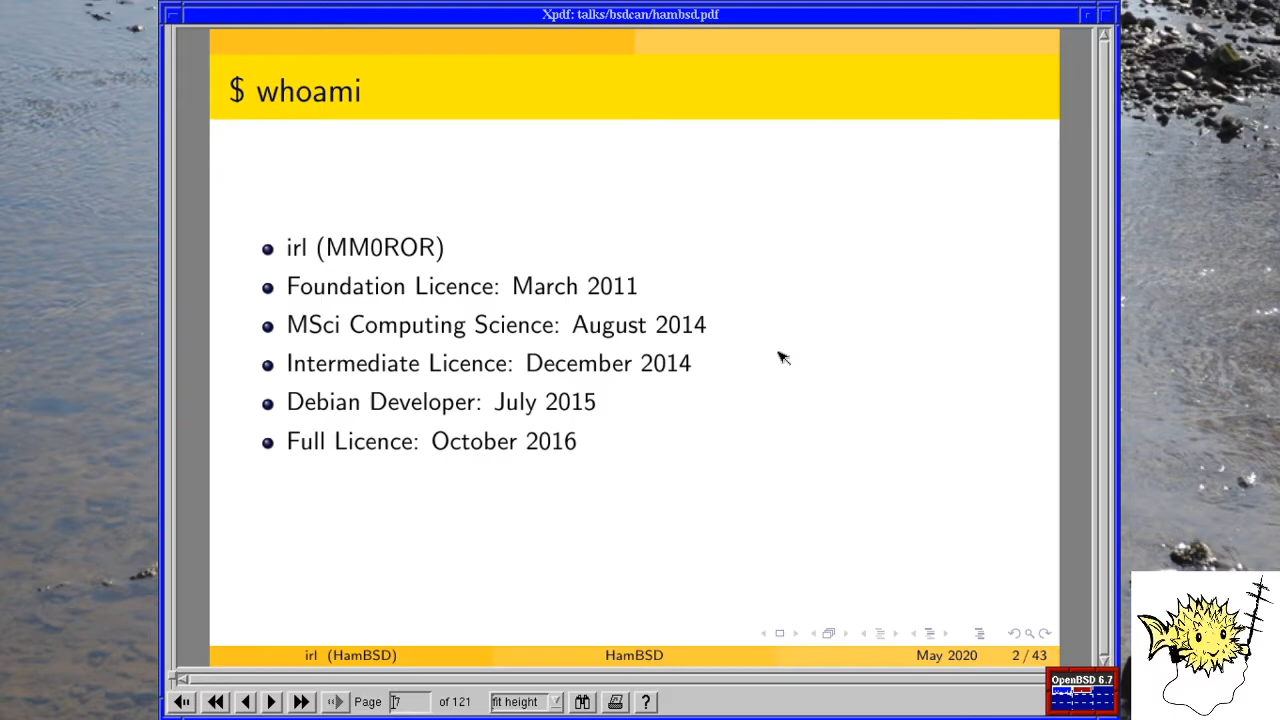 Xpdf: talks/bsdcan/hambsd.pdf
$ whoami
irl (MM0ROR)
Foundation Licence: March 2011
MSci Computing Science: August 2014
Intermediate Licence: December 2014
Debian Developer: July 2015
Full Licence: October 2016
irl (HamBSD) HamBSD May 2020 2 / 43
OpenBSD 6.7
Page 7 of 121 fit height ?